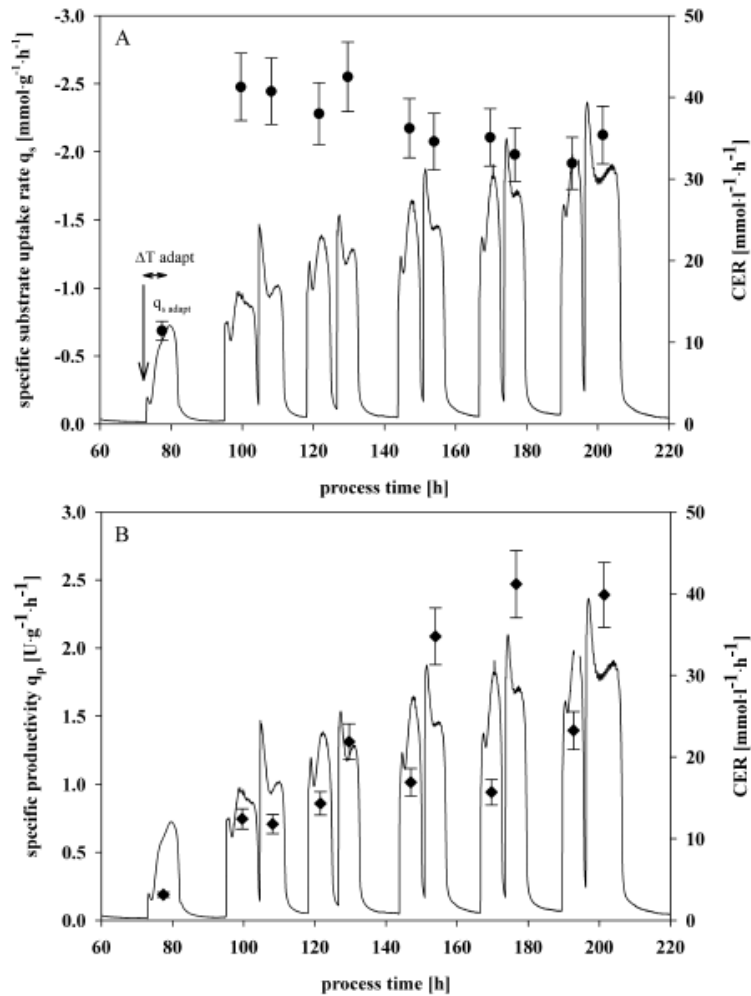 A
specific substrate uptake rate qs [mmol·g⁻¹·h⁻¹]
-3.0
-2.5
-2.0
-1.5
-1.0
-0.5
0.0
ΔT adapt
qs adapt
50
40
30
20
10
0
CER [mmol·l⁻¹·h⁻¹]
60 80 100 120 140 160 180 200 220
process time [h]
B
specific productivity qp [U·g⁻¹·h⁻¹]
3.0
2.5
2.0
1.5
1.0
0.5
0.0
50
40
30
20
10
0
CER [mmol·l⁻¹·h⁻¹]
60 80 100 120 140 160 180 200 220
process time [h]